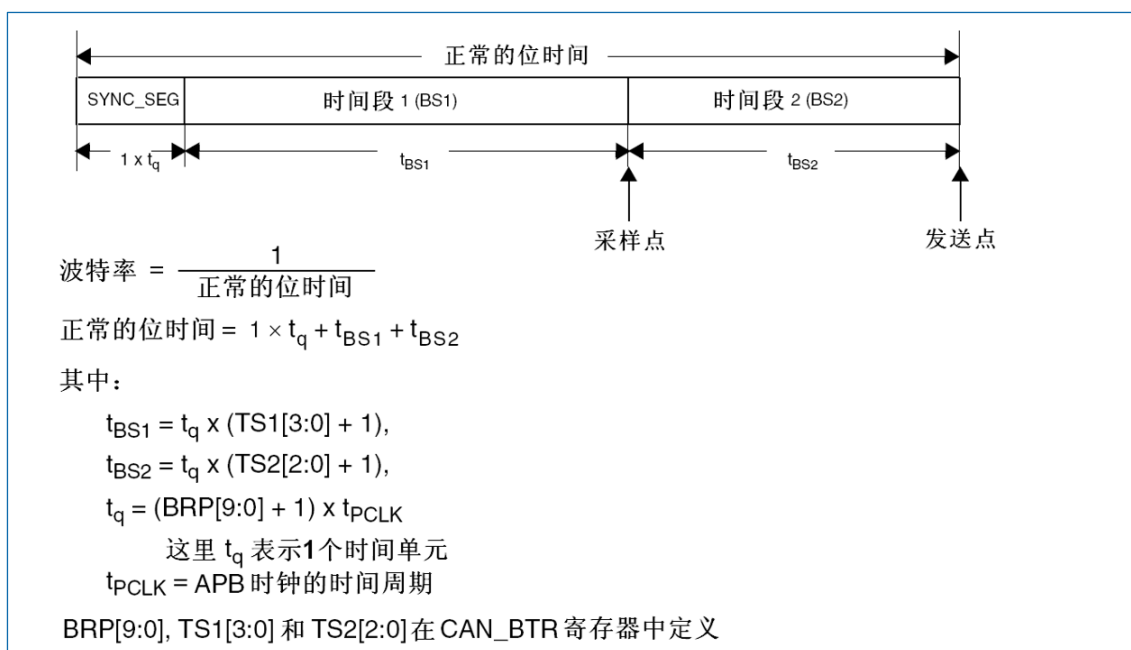 正常的位时间
SYNC_SEG 时间段 1 (BS1) 时间段 2 (BS2)
1 x tq tBS1 tBS2
采样点 发送点
波特率 = 1 / 正常的位时间
正常的位时间 = 1 × tq + tBS1 + tBS2
其中:
tBS1 = tq x (TS1[3:0] + 1),
tBS2 = tq x (TS2[2:0] + 1),
tq = (BRP[9:0] + 1) x tPCLK
这里 tq 表示1个时间单元
tPCLK = APB 时钟的时间周期
BRP[9:0], TS1[3:0] 和 TS2[2:0]在 CAN_BTR 寄存器中定义